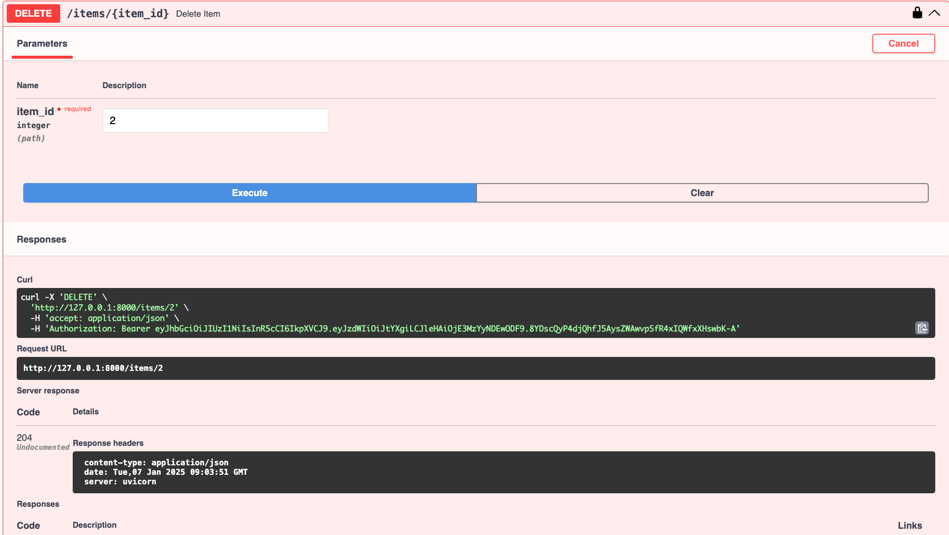 DELETE /items/{item_id} Delete Item
Parameters Cancel
Name Description
item_id * required
integer
(path)
2
Execute Clear
Responses
Curl
curl -X 'DELETE' \
'http://127.0.0.1:8000/items/2' \
-H 'accept: application/json' \
-H 'Authorization: Bearer eyJhbGciOiJIUzI1NiIsInR5cCI6IkpXVCJ9.eyJzdWIiOiJtYXgiLCJleHAiOjE3MzYyNDEwODF9.8YDscQyP4djQhfJ5AysZWAwvpSfR4xIQWfxXHswbK-A'
Request URL
http://127.0.0.1:8000/items/2
Server response
Code Details
204
Undocumented
Response headers
content-type: application/json
date: Tue,07 Jan 2025 09:03:51 GMT
server: uvicorn
Responses
Code Description Links